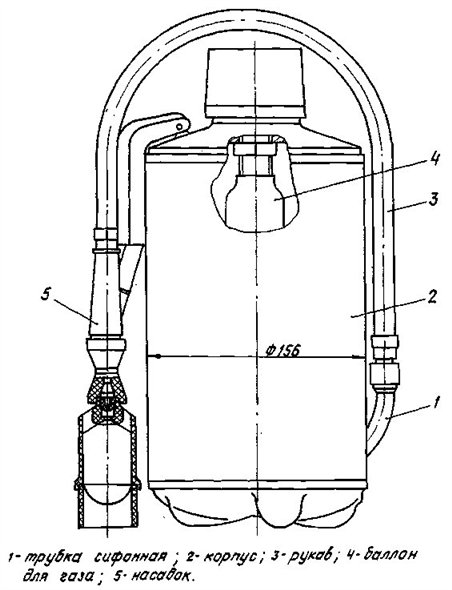 4
3
2
5
Ф156
1
1- трубка сифонная; 2- корпус; 3- рукав; 4- баллон
для газа; 5- насадок.